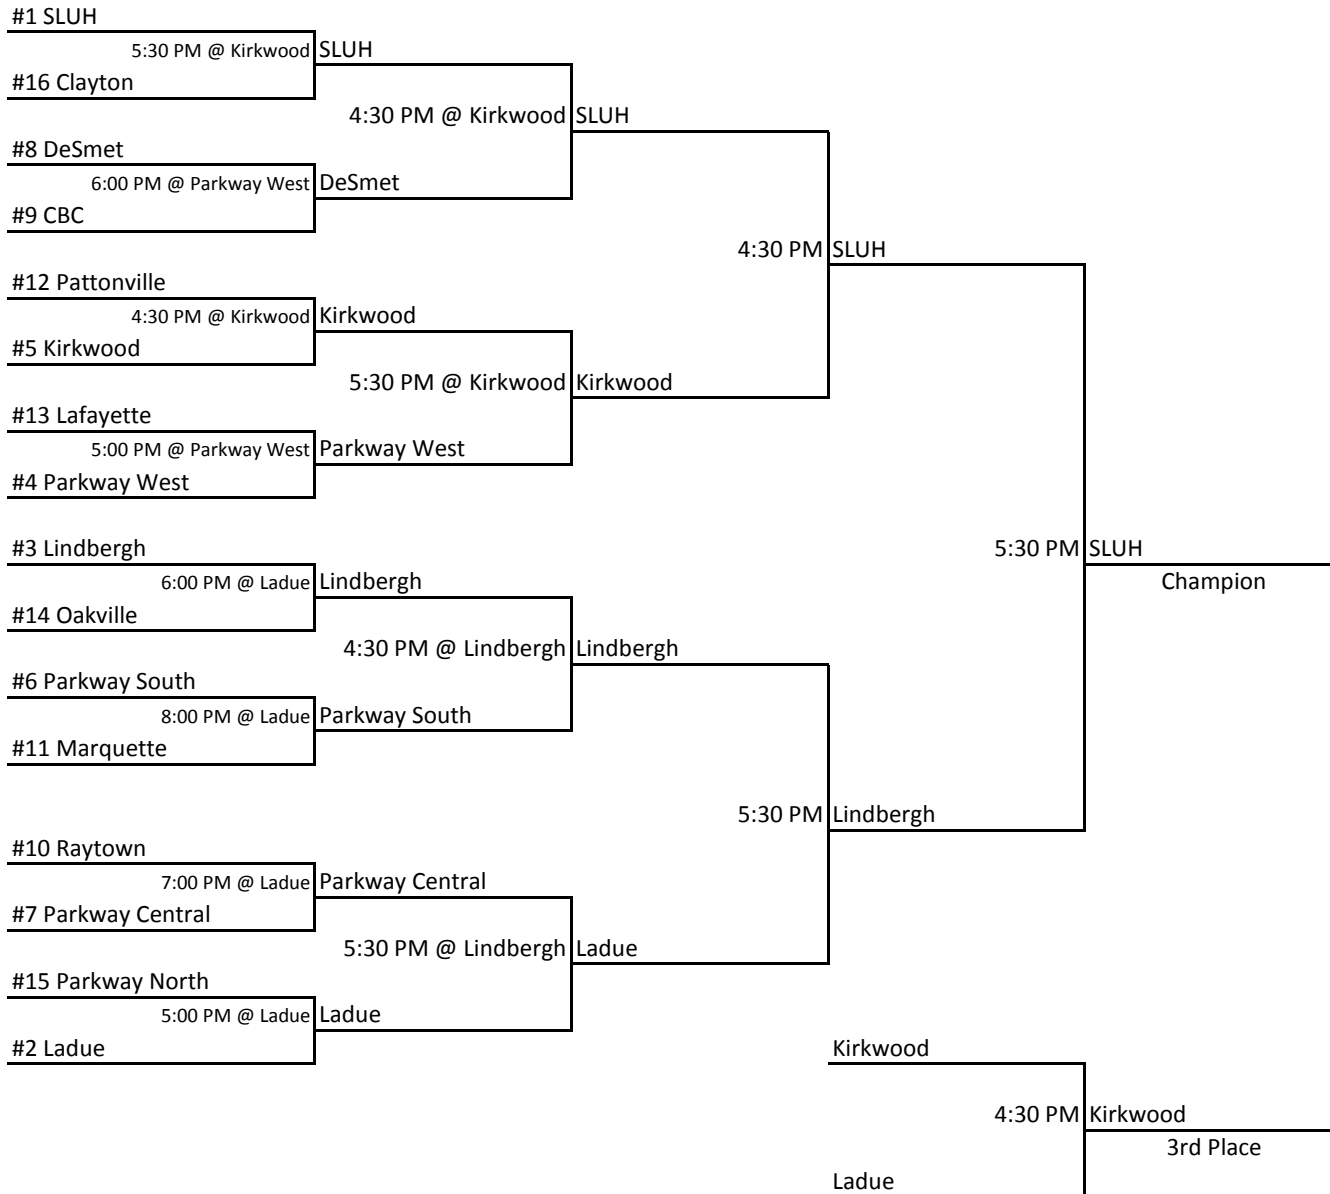 #1 SLUH
5:30 PM @ Kirkwood SLUH
#16 Clayton
4:30 PM @ Kirkwood SLUH
#8 DeSmet
6:00 PM @ Parkway West DeSmet
#9 CBC
4:30 PM SLUH
#12 Pattonville
4:30 PM @ Kirkwood Kirkwood
#5 Kirkwood
5:30 PM @ Kirkwood Kirkwood
#13 Lafayette
5:00 PM @ Parkway West Parkway West
#4 Parkway West
#3 Lindbergh
5:30 PM SLUH
6:00 PM @ Ladue Lindbergh
Champion
#14 Oakville
4:30 PM @ Lindbergh Lindbergh
#6 Parkway South
8:00 PM @ Ladue Parkway South
#11 Marquette
5:30 PM Lindbergh
#10 Raytown
7:00 PM @ Ladue Parkway Central
#7 Parkway Central
5:30 PM @ Lindbergh Ladue
#15 Parkway North
5:00 PM @ Ladue Ladue
#2 Ladue
Kirkwood
4:30 PM Kirkwood
3rd Place
Ladue